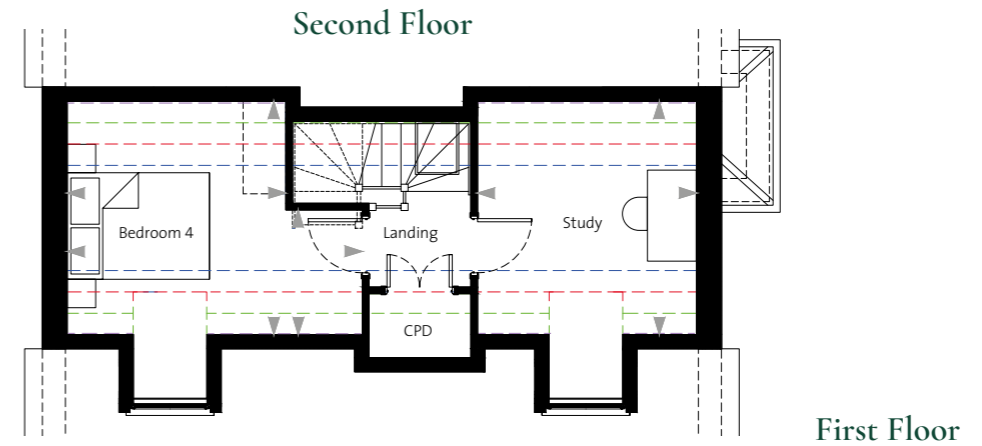 Second Floor
Bedroom 4
Landing
Study
CPD
First Floor